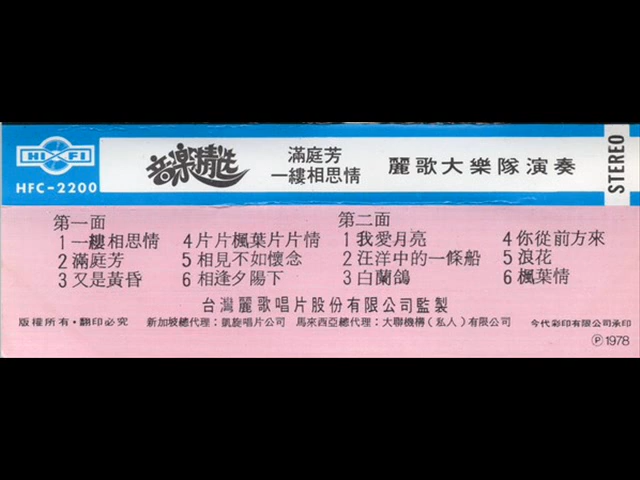 HI FI
HFC-2200
音樂精選
滿庭芳
一縷相思情
麗歌大樂隊演奏
STEREO
第一面
1 一縷相思情
2 滿庭芳
3 又是黃昏
4 片片楓葉片片情
5 相見不如懷念
6 相逢夕陽下
第二面
1 我愛月亮
2 汪洋中的一條船
3 白蘭鴿
4 你從前方來
5 浪花
6 楓葉情
台灣麗歌唱片股份有限公司監製
版權所有・翻印必究
新加坡總代理：凱旋唱片公司
馬來西亞總代理：大聯機構（私人）有限公司
今代彩印有限公司承印
Ⓟ1978